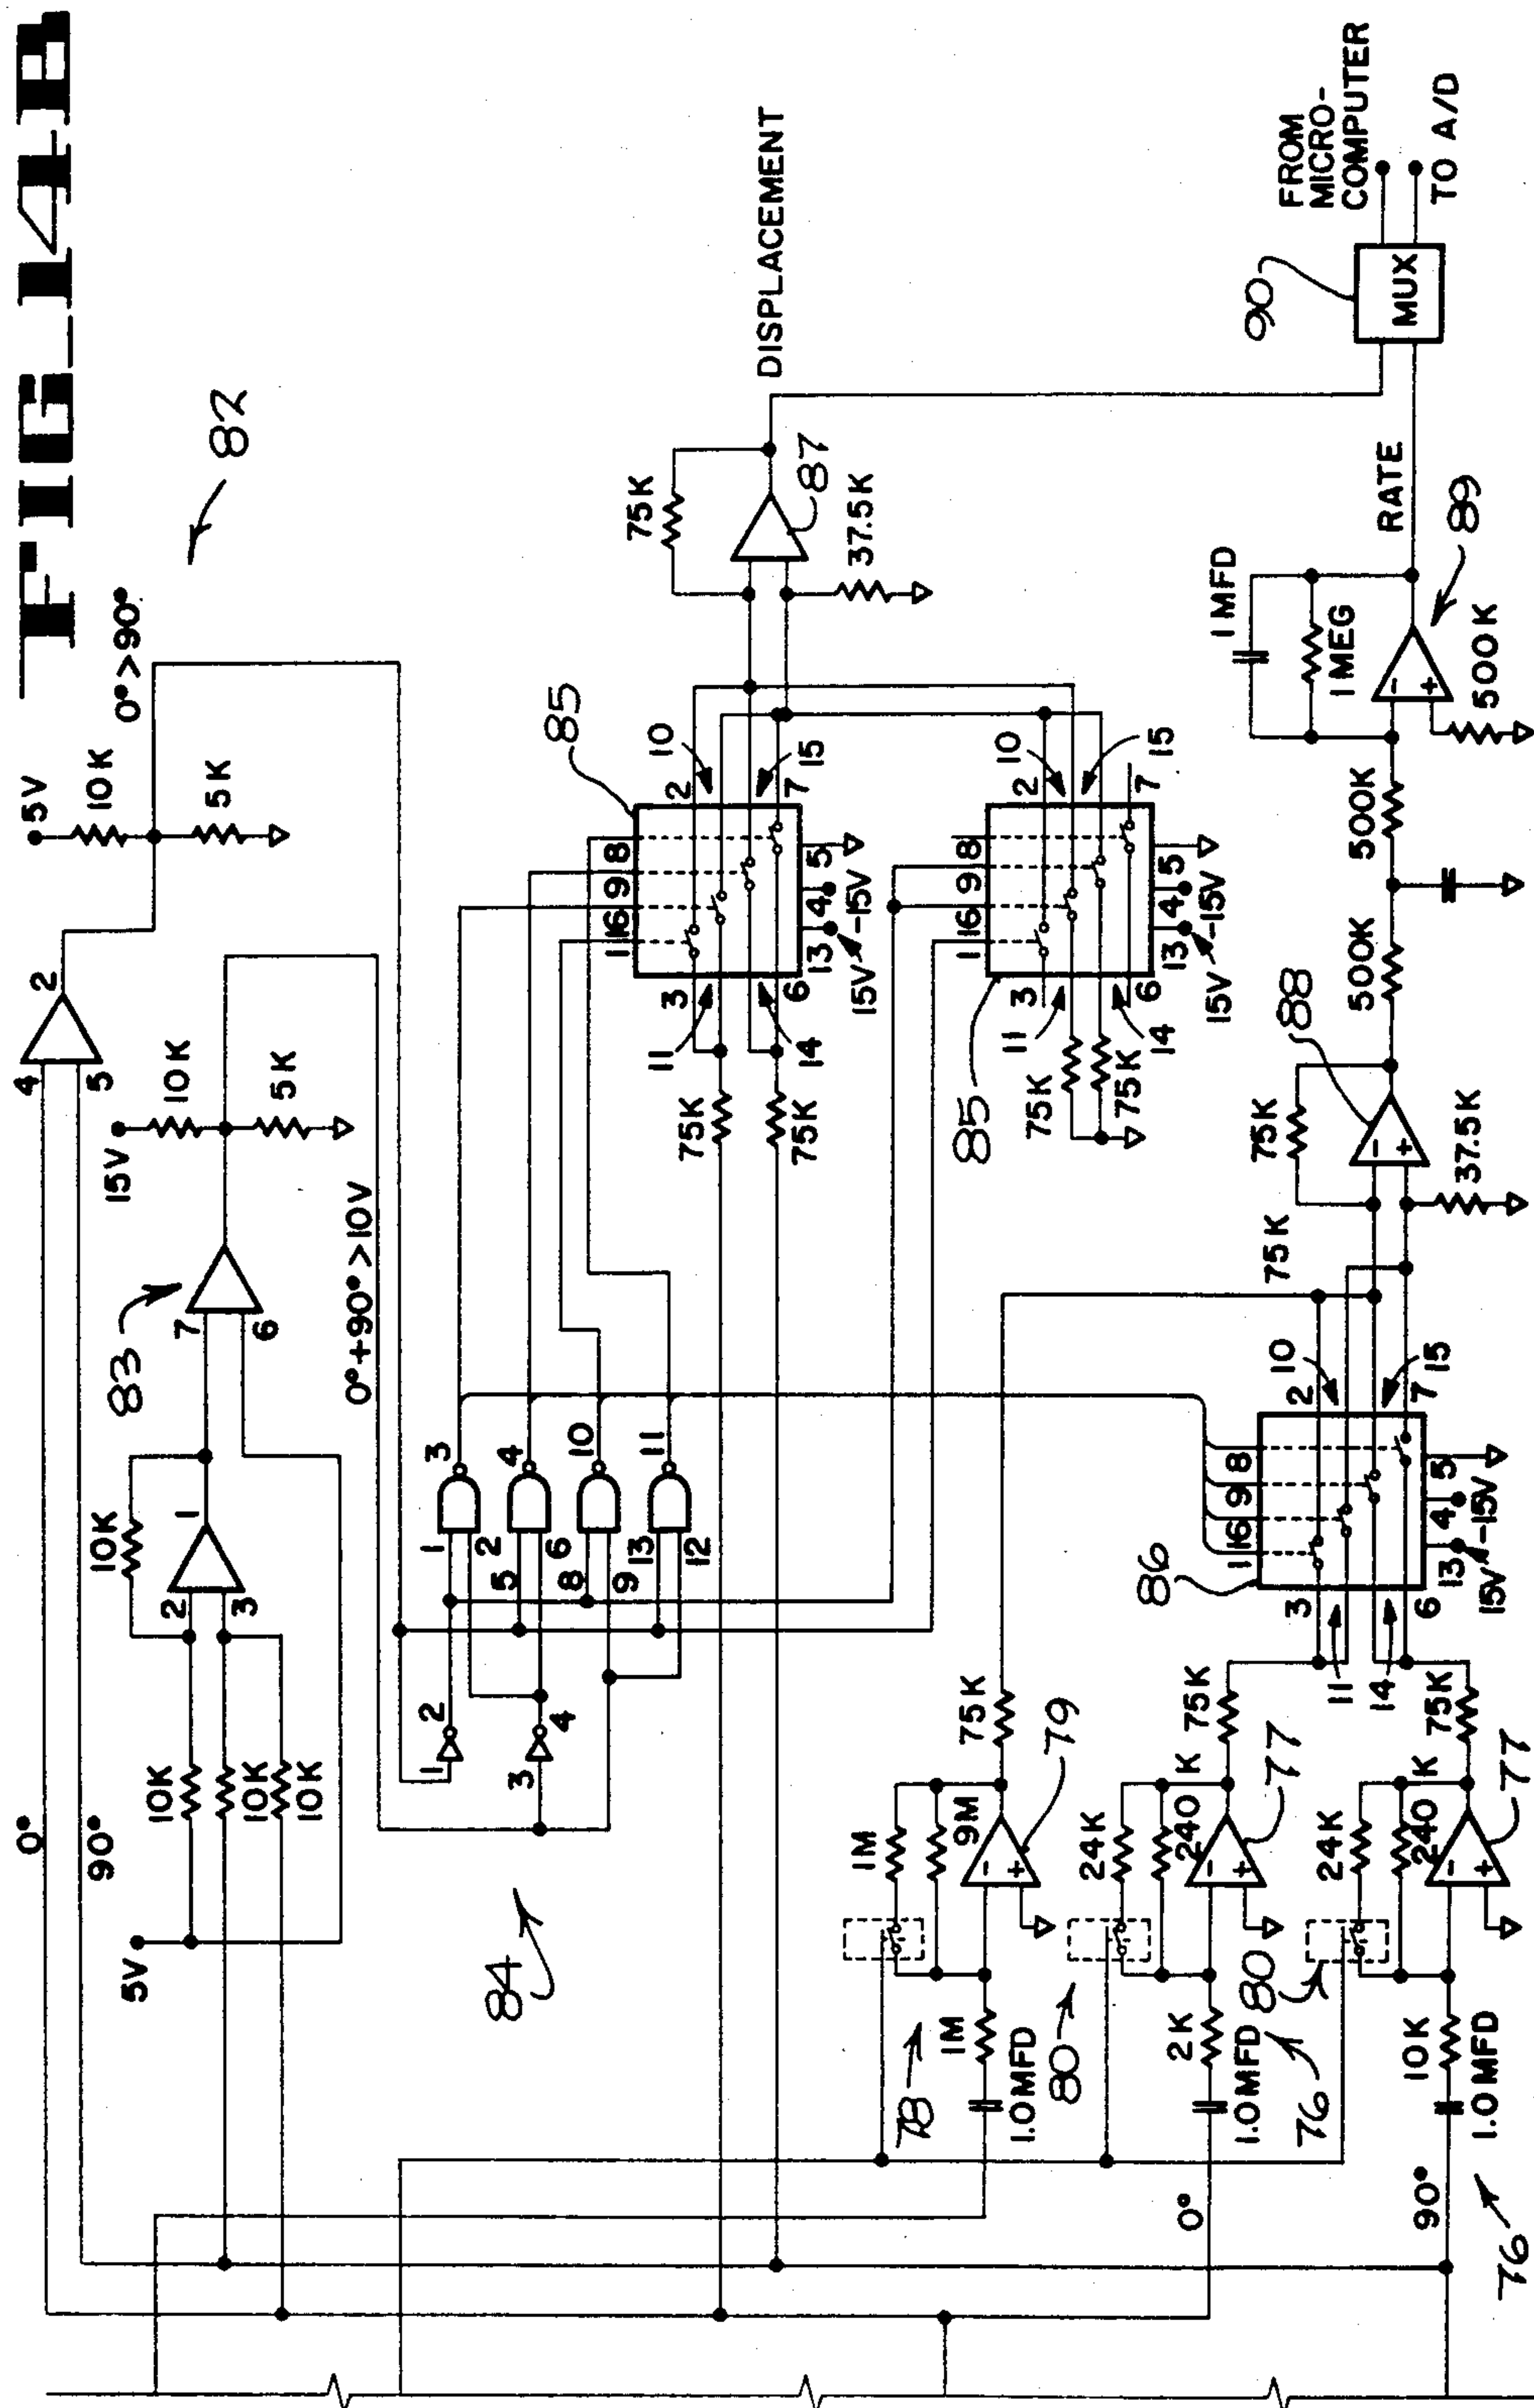 FIG_14B
82
0°
90°
4
5
2
0°>90°
5V
10K
5K
5V
10K
10K
10K
10K
2
3
1
83
7
6
15V
10K
5K
0°+90°>10V
84
1
2
3
4
1
2
3
5
6
4
8
9
10
13
12
11
75K
75K
85
1
16
9
8
3
11
14
6
2
10
15
7
13
4
5
15V
-15V
75K
87
37.5K
DISPLACEMENT
85
1
16
9
8
3
11
14
6
2
10
15
7
13
4
5
15V
-15V
75K
75K
78
1M
1.0MFD
1M
9M
-
+
79
75K
80
0°
2K
1.0MFD
24K
240K
-
+
77
75K
76
80
90°
10K
1.0MFD
24K
240K
-
+
77
75K
76
86
1
16
9
8
3
11
14
6
2
10
15
7
13
4
5
15V
-15V
75K
75K
-
+
88
37.5K
500K
500K
1MFD
1MEG
-
+
500K
89
RATE
90
MUX
FROM
MICRO-
COMPUTER
TO A/D